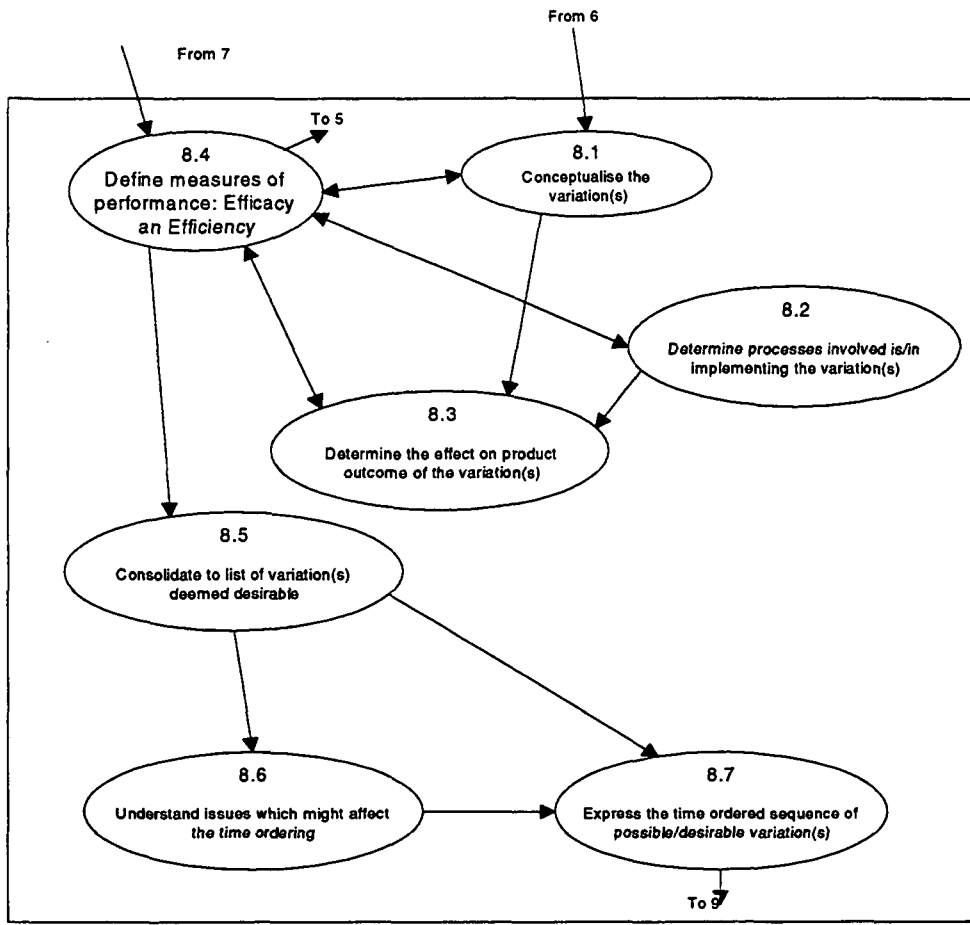 From 6
From 7
To 5
8.4
Define measures of
performance: Efficacy
an Efficiency
8.1
Conceptualise the
variation(s)
8.2
Determine processes involved is/in
implementing the variation(s)
8.3
Determine the effect on product
outcome of the variation(s)
8.5
Consolidate to list of variation(s)
deemed desirable
8.6
Understand issues which might affect
the time ordering
8.7
Express the time ordered sequence of
possible/desirable variation(s)
To 9